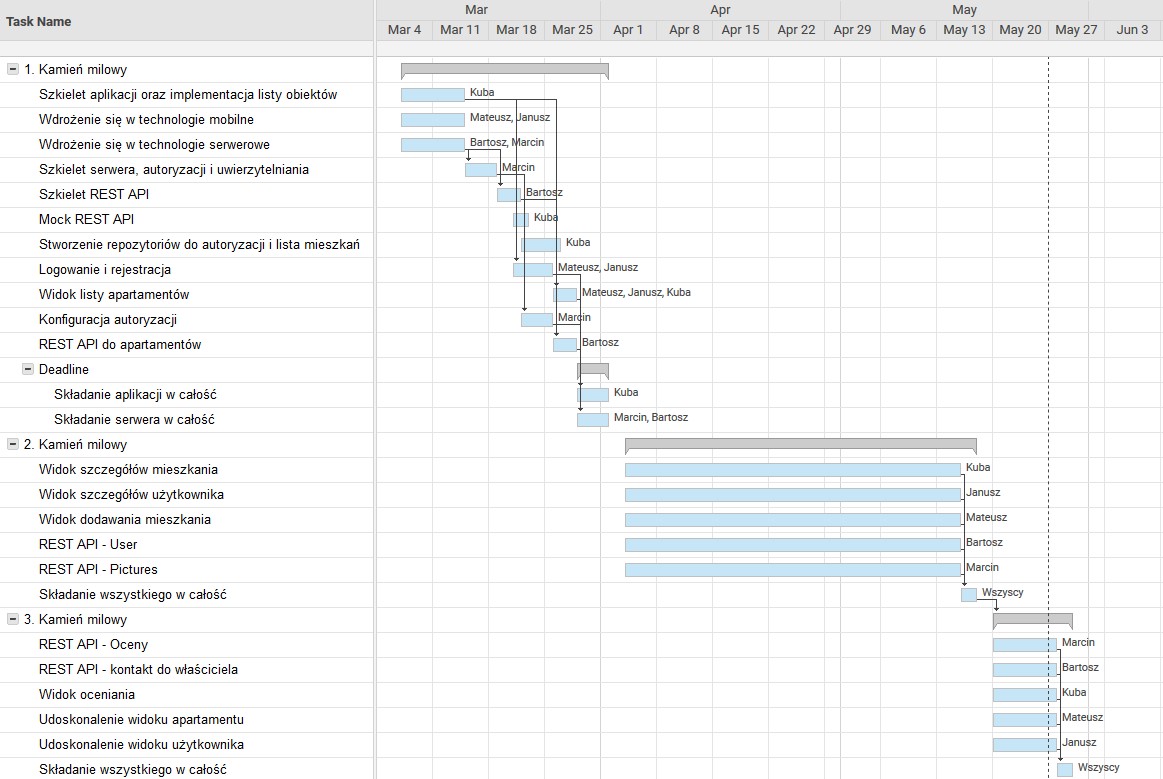 Task Name
Mar Apr May
Mar 4 Mar 11 Mar 18 Mar 25 Apr 1 Apr 8 Apr 15 Apr 22 Apr 29 May 6 May 13 May 20 May 27 Jun 3
1. Kamień milowy
Szkielet aplikacji oraz implementacja listy obiektów Kuba
Wdrożenie się w technologie mobilne Mateusz, Janusz
Wdrożenie się w technologie serwerowe Bartosz, Marcin
Szkielet serwera, autoryzacji i uwierzytelniania Marcin
Szkielet REST API Bartosz
Mock REST API Kuba
Stworzenie repozytoriów do autoryzacji i lista mieszkań Kuba
Logowanie i rejestracja Mateusz, Janusz
Widok listy apartamentów Mateusz, Janusz, Kuba
Konfiguracja autoryzacji Marcin
REST API do apartamentów Bartosz
Deadline
Składanie aplikacji w całość Kuba
Składanie serwera w całość Marcin, Bartosz
2. Kamień milowy
Widok szczegółów mieszkania Kuba
Widok szczegółów użytkownika Janusz
Widok dodawania mieszkania Mateusz
REST API - User Bartosz
REST API - Pictures Marcin
Składanie wszystkiego w całość Wszyscy
3. Kamień milowy
REST API - Oceny Marcin
REST API - kontakt do właściciela Bartosz
Widok oceniania Kuba
Udoskonalenie widoku apartamentu Mateusz
Udoskonalenie widoku użytkownika Janusz
Składanie wszystkiego w całość Wszyscy